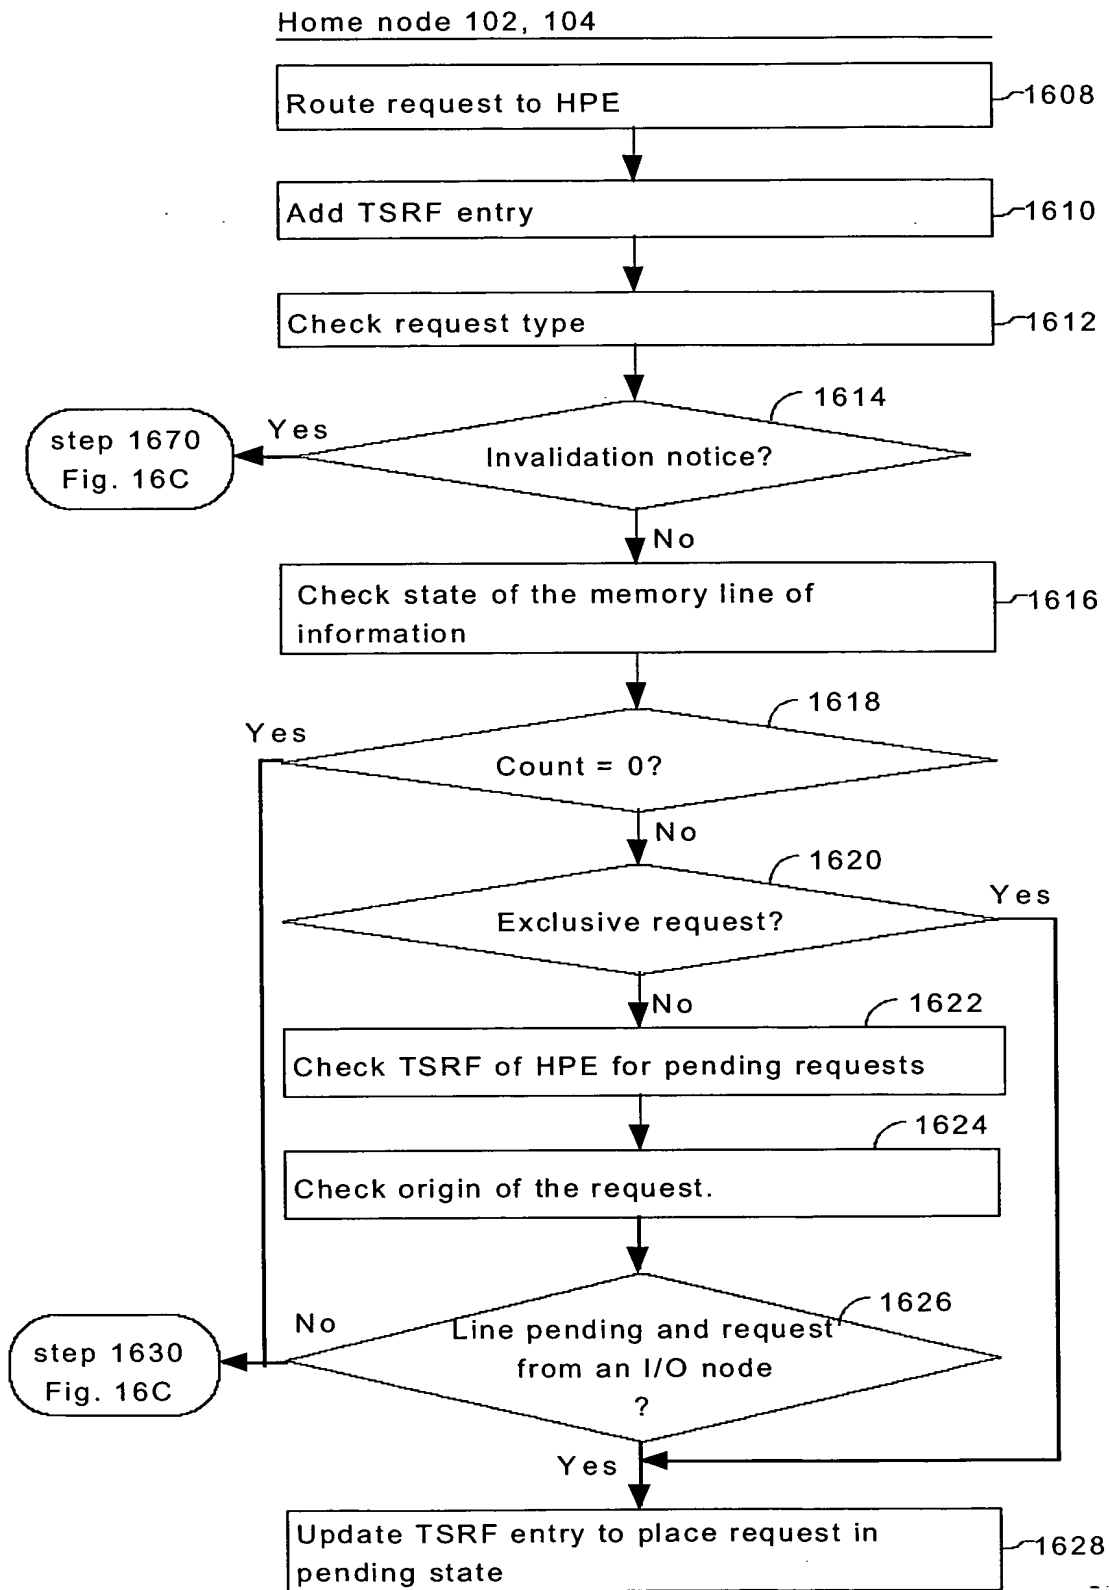 Home node 102, 104
Route request to HPE
1608
Add TSRF entry
1610
Check request type
1612
1614
Yes
step 1670
Fig. 16C
Invalidation notice?
No
Check state of the memory line of
information
1616
1618
Yes
Count = 0?
No
1620
Yes
Exclusive request?
No
1622
Check TSRF of HPE for pending requests
1624
Check origin of the request.
1626
No
Line pending and request
from an I/O node
?
step 1630
Fig. 16C
Yes
Update TSRF entry to place request in
pending state
1628